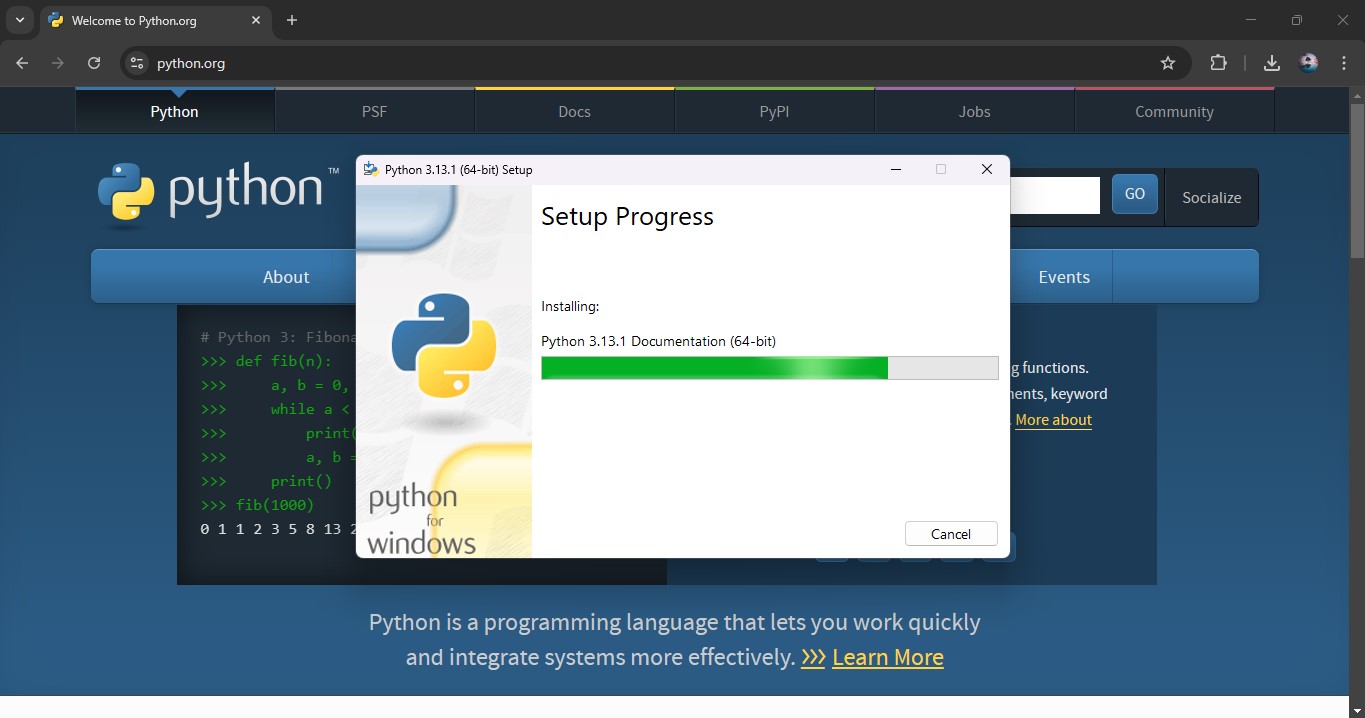 Welcome to Python.org
python.org
Python
PSF
Docs
PyPI
Jobs
Community
python™
GO
Socialize
About
Events
# Python 3: Fibona
>>> def fib(n):
>>> a, b = 0,
>>> while a <
>>> print(
>>> a, b =
>>> print()
>>> fib(1000)
0 1 1 2 3 5 8 13 2
g functions.
ents, keyword
. More about
Python 3.13.1 (64-bit) Setup
Setup Progress
Installing:
Python 3.13.1 Documentation (64-bit)
python
for
windows
Cancel
Python is a programming language that lets you work quickly
and integrate systems more effectively. >>> Learn More